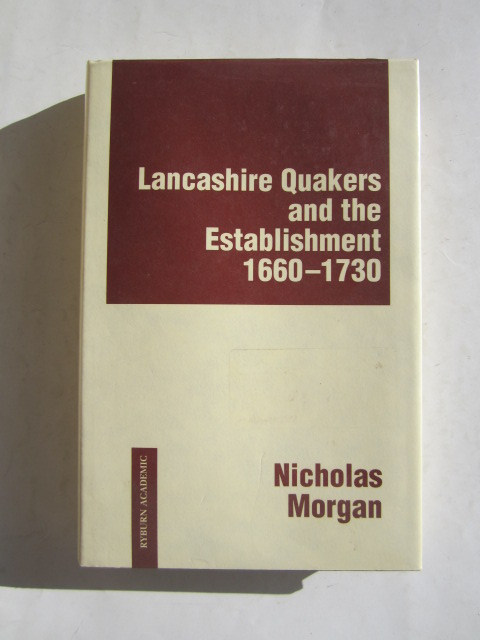 Lancashire Quakers
and the
Establishment
1660–1730
Nicholas
Morgan
RYBURN ACADEMIC